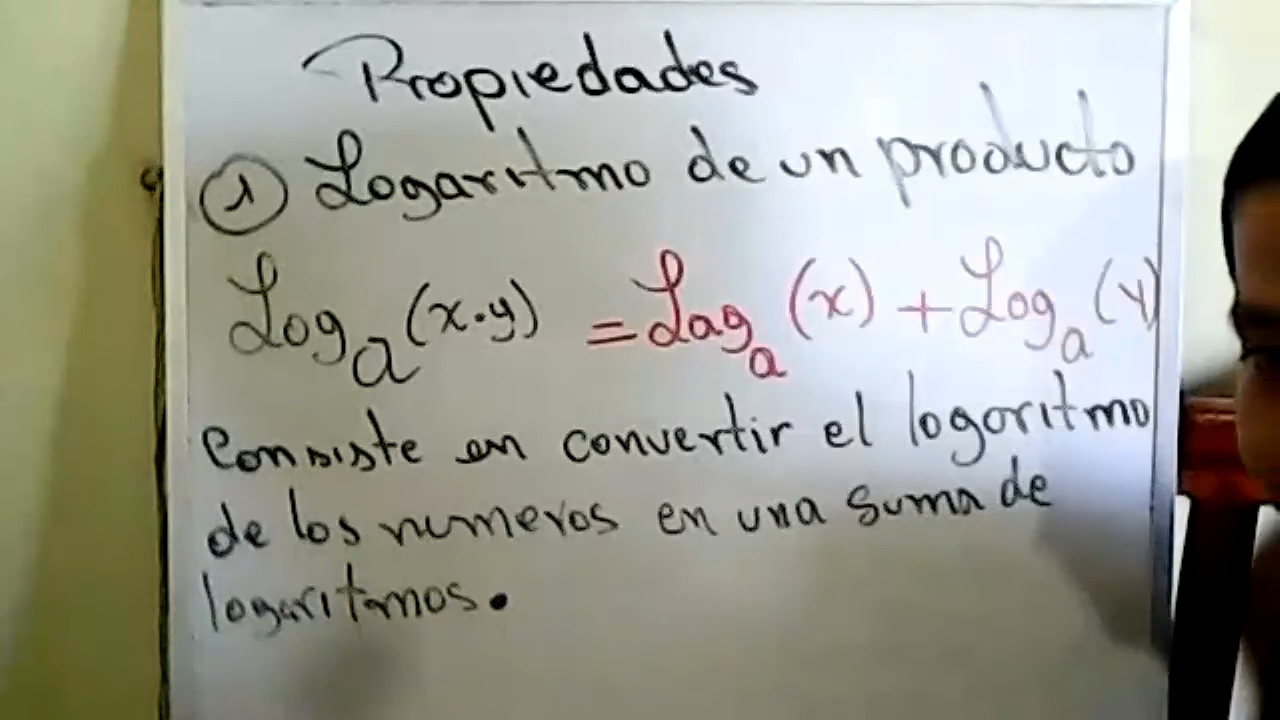 Propiedades
① Logaritmo de un producto
Log_a (x·y) = Lag_a (x) + Log_a (y)
Consiste en convertir el logoritmo
de los numeros en una suma de
logaritmos.